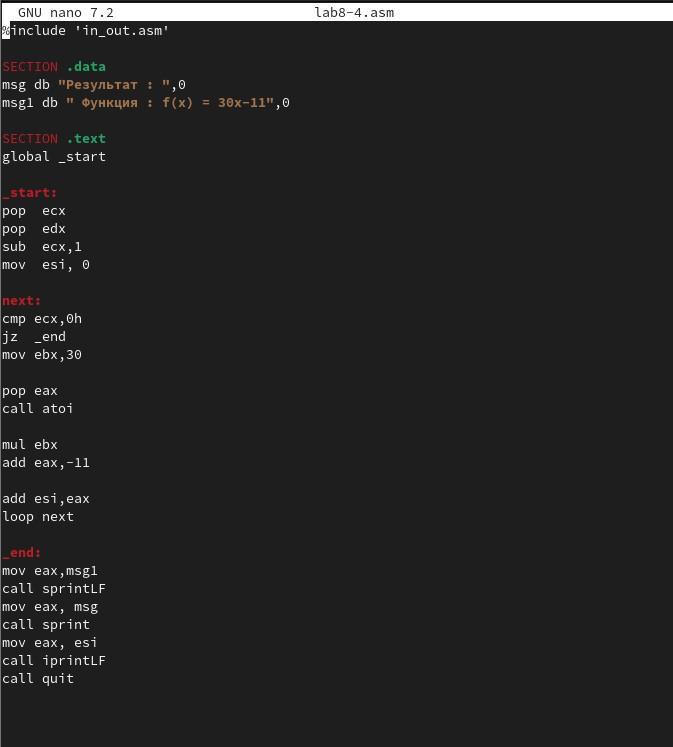 GNU nano 7.2 lab8-4.asm
%include 'in_out.asm'
SECTION .data
msg db "Результат : ",0
msg1 db " Функция : f(x) = 30x-11",0
SECTION .text
global _start
_start:
pop  ecx
pop  edx
sub  ecx,1
mov  esi, 0
next:
cmp ecx,0h
jz  _end
mov ebx,30
pop eax
call atoi
mul ebx
add eax,-11
add esi,eax
loop next
_end:
mov eax,msg1
call sprintLF
mov eax, msg
call sprint
mov eax, esi
call iprintLF
call quit